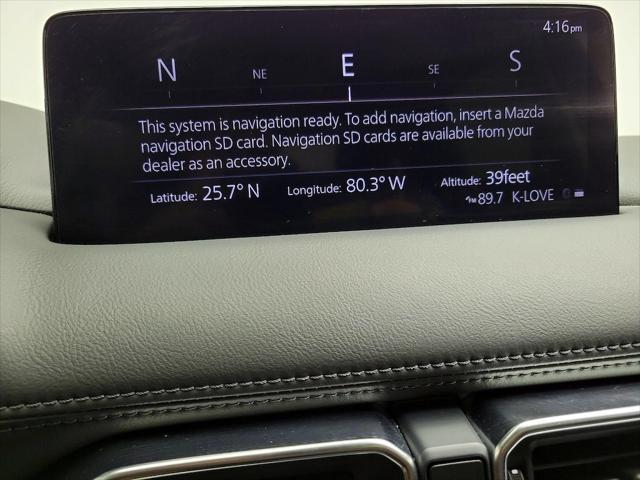 4:16pm
N NE E SE S
This system is navigation ready. To add navigation, insert a Mazda
navigation SD card. Navigation SD cards are available from your
dealer as an accessory.
Latitude: 25.7° N Longitude: 80.3° W Altitude: 39feet
FM 89.7 K-LOVE